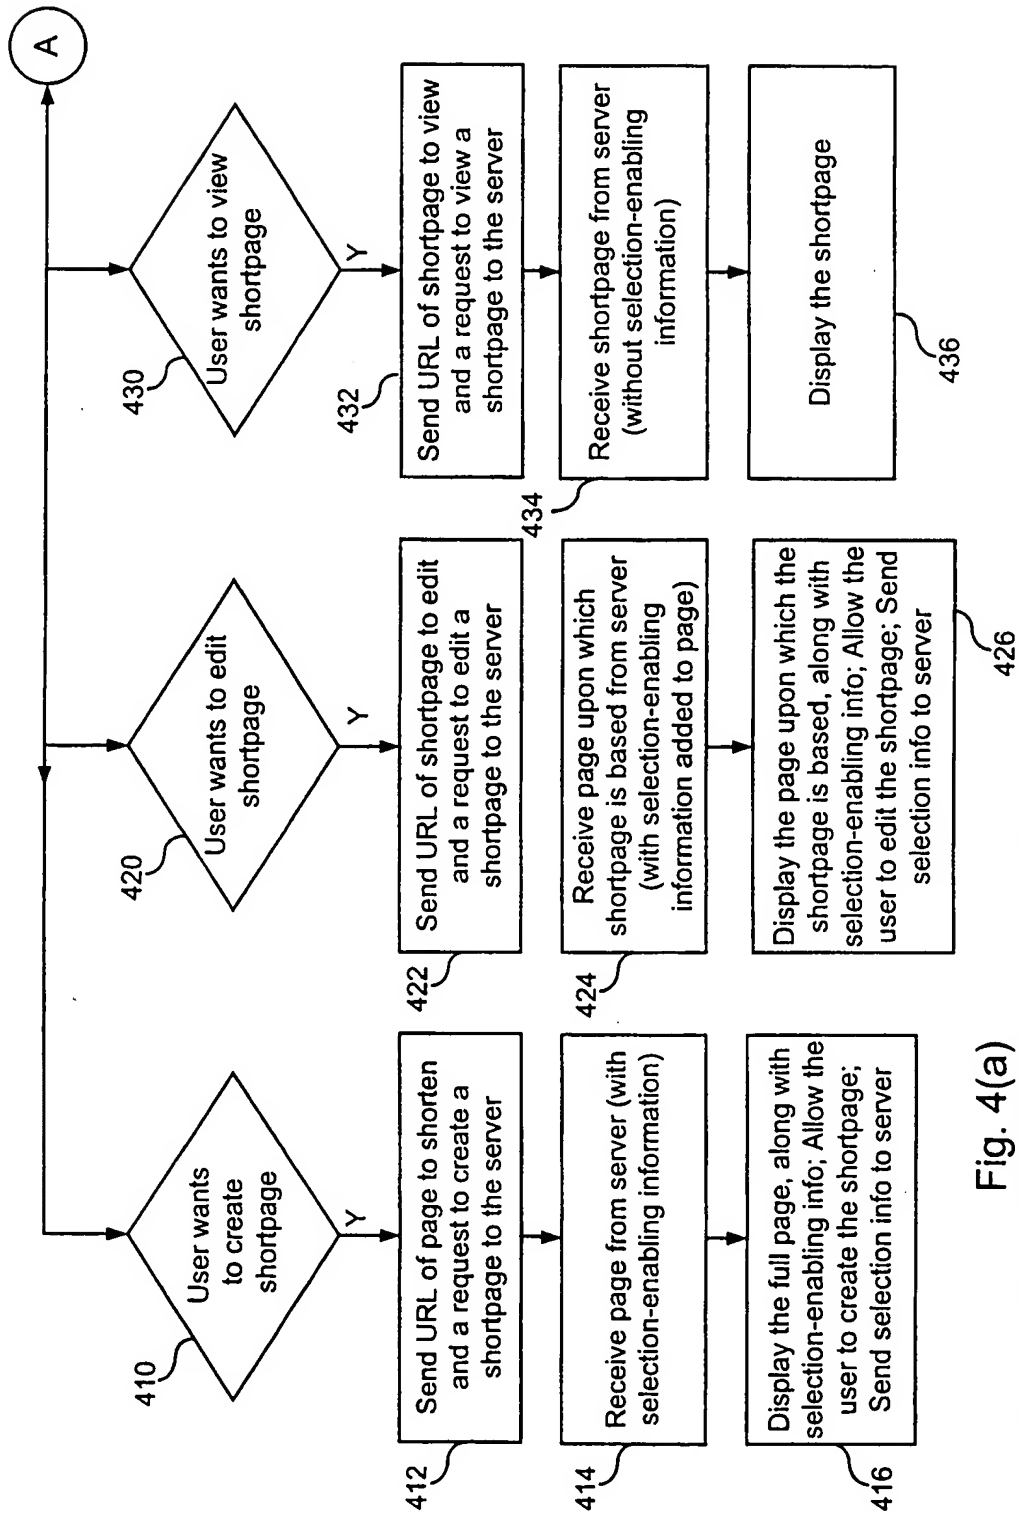 A
410
User wants
to create
shortpage
Y
412
Send URL of page to shorten
and a request to create a
shortpage to the server
414
Receive page from server (with
selection-enabling information)
416
Display the full page, along with
selection-enabling info; Allow the
user to create the shortpage;
Send selection info to server
420
User wants to edit
shortpage
Y
422
Send URL of shortpage to edit
and a request to edit a
shortpage to the server
424
Receive page upon which
shortpage is based from server
(with selection-enabling
information added to page)
426
Display the page upon which the
shortpage is based, along with
selection-enabling info; Allow the
user to edit the shortpage; Send
selection info to server
430
User wants to view
shortpage
Y
432
Send URL of shortpage to view
and a request to view a
shortpage to the server
434
Receive shortpage from server
(without selection-enabling
information)
436
Display the shortpage
Fig. 4(a)